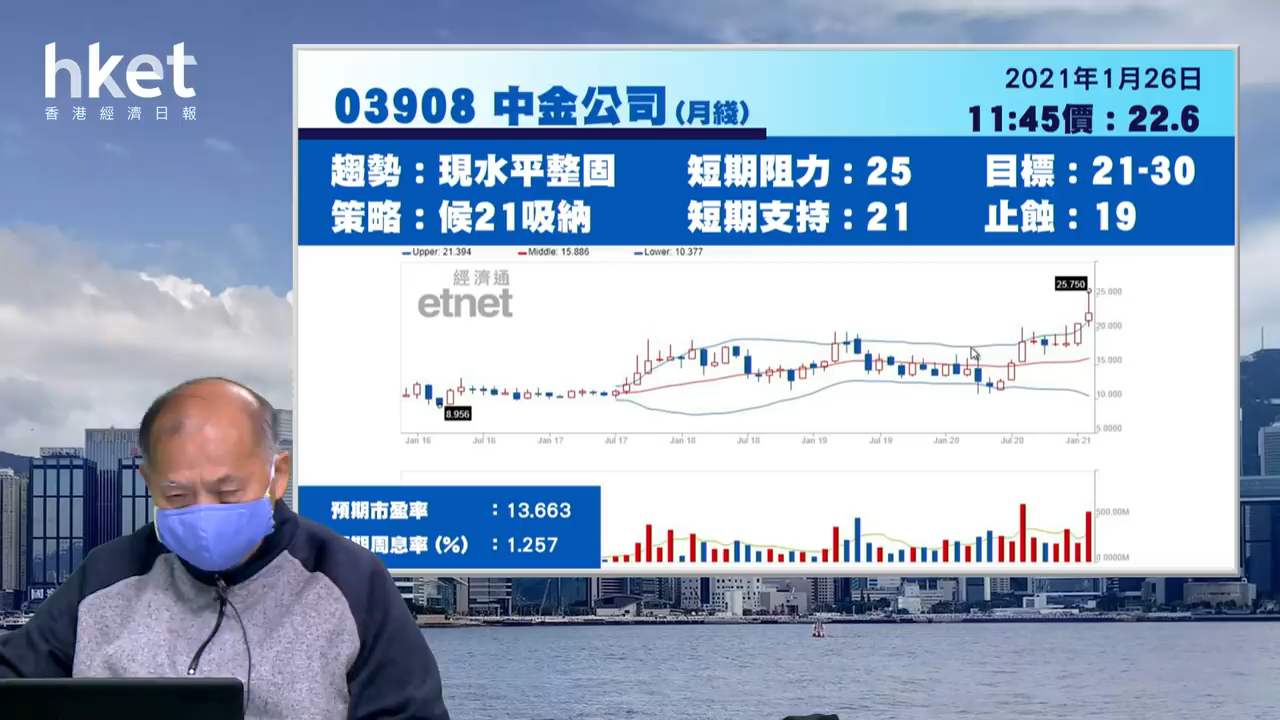 hket
香港經濟日報
03908 中金公司(月綫)
2021年1月26日
11:45價：22.6
趨勢：現水平整固
短期阻力：25
目標：21-30
策略：候21吸納
短期支持：21
止蝕：19
Upper: 21.394
Middle: 15.886
Lower: 10.377
經濟通
etnet
25.750
25.000
20.000
15.000
10.000
5.0000
8.956
Jan 16
Jul 16
Jan 17
Jul 17
Jan 18
Jul 18
Jan 19
Jul 19
Jan 20
Jul 20
Jan 21
預期市盈率：13.663
期周息率(%)：1.257
500.00M
0.0000M